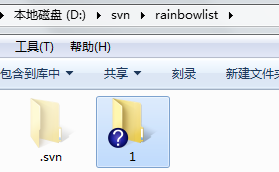 本地磁盘 (D:) ▸ svn ▸ rainbowlist ▸
工具(T) 帮助(H)
包含到库中 共享 刻录 新建文件
.svn 1